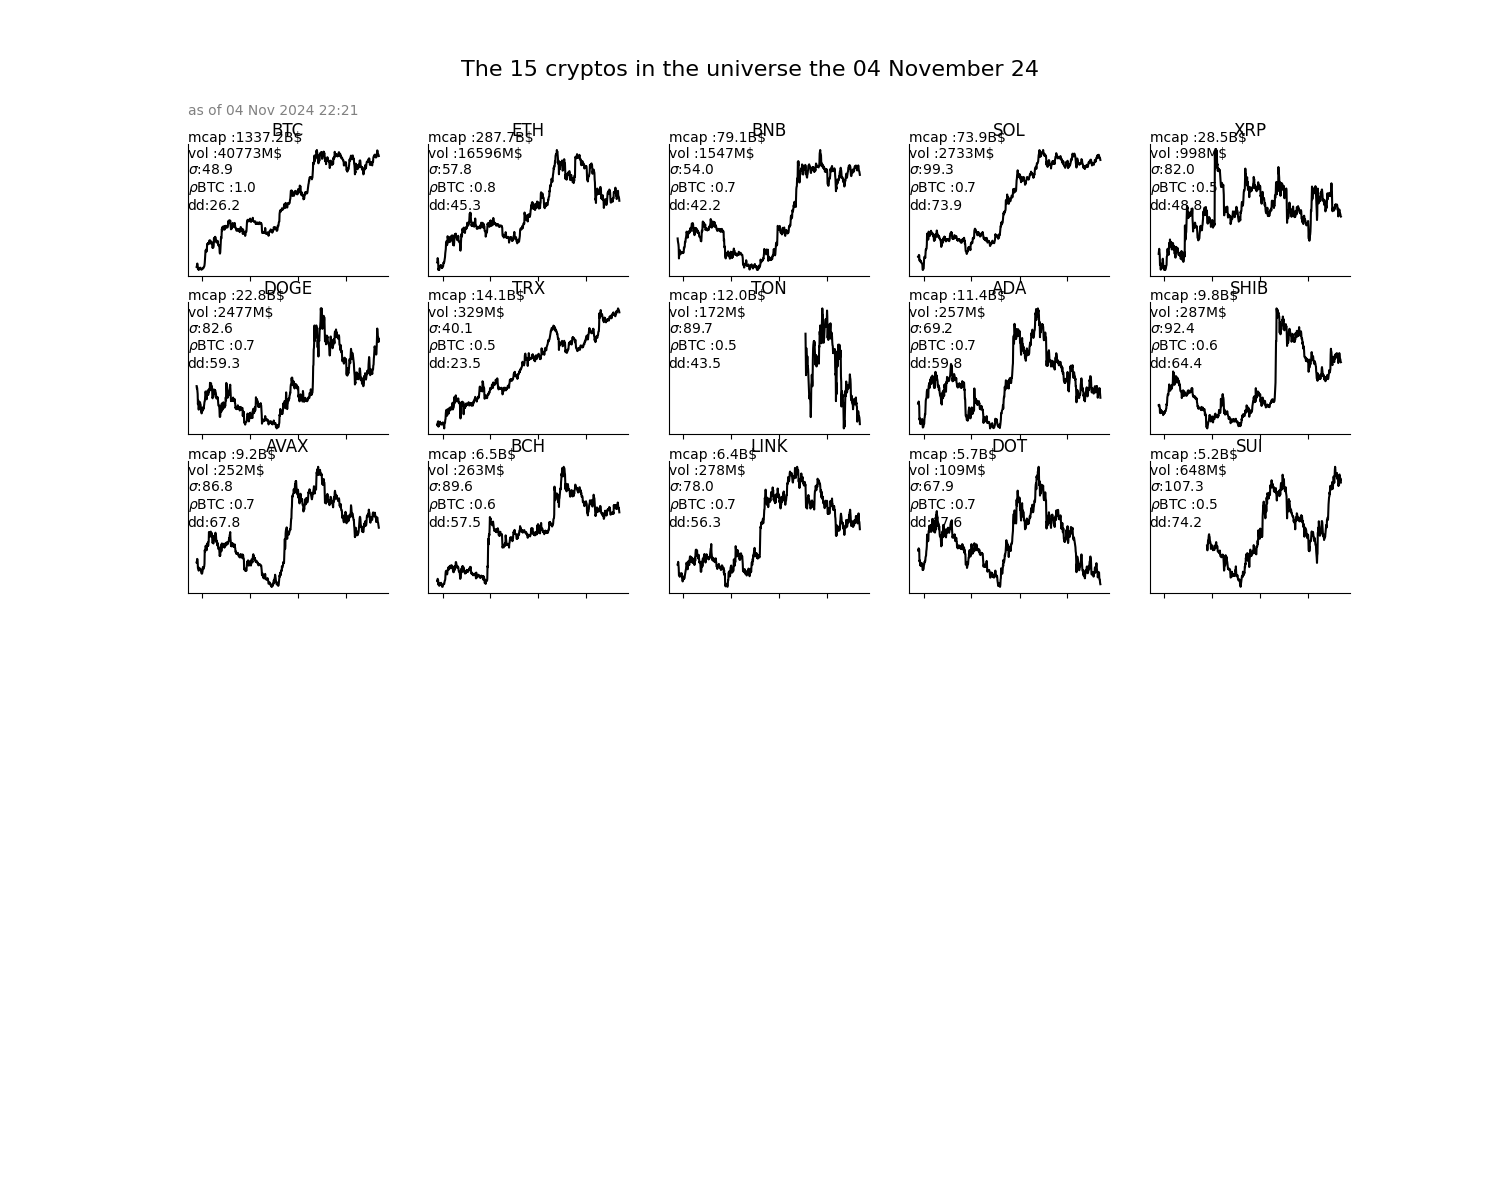 The 15 cryptos in the universe the 04 November 24
as of 04 Nov 2024 22:21
BTC
mcap :1337.2B$
vol :40773M$
σ:48.9
ρBTC :1.0
dd:26.2
ETH
mcap :287.7B$
vol :16596M$
σ:57.8
ρBTC :0.8
dd:45.3
BNB
mcap :79.1B$
vol :1547M$
σ:54.0
ρBTC :0.7
dd:42.2
SOL
mcap :73.9B$
vol :2733M$
σ:99.3
ρBTC :0.7
dd:73.9
XRP
mcap :28.5B$
vol :998M$
σ:82.0
ρBTC :0.5
dd:48.8
DOGE
mcap :22.8B$
vol :2477M$
σ:82.6
ρBTC :0.7
dd:59.3
TRX
mcap :14.1B$
vol :329M$
σ:40.1
ρBTC :0.5
dd:23.5
TON
mcap :12.0B$
vol :172M$
σ:89.7
ρBTC :0.5
dd:43.5
ADA
mcap :11.4B$
vol :257M$
σ:69.2
ρBTC :0.7
dd:59.8
SHIB
mcap :9.8B$
vol :287M$
σ:92.4
ρBTC :0.6
dd:64.4
AVAX
mcap :9.2B$
vol :252M$
σ:86.8
ρBTC :0.7
dd:67.8
BCH
mcap :6.5B$
vol :263M$
σ:89.6
ρBTC :0.6
dd:57.5
LINK
mcap :6.4B$
vol :278M$
σ:78.0
ρBTC :0.7
dd:56.3
DOT
mcap :5.7B$
vol :109M$
σ:67.9
ρBTC :0.7
SUI
mcap :5.2B$
vol :648M$
σ:107.3
ρBTC :0.5
dd:74.2